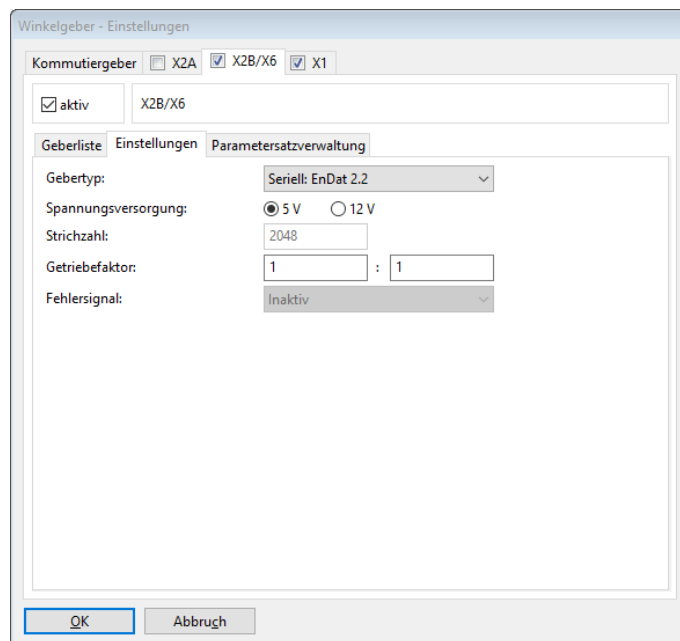 Winkelgeber - Einstellungen
Kommutiergeber X2A X2B/X6 X1
aktiv X2B/X6
Geberliste Einstellungen Parametersatzverwaltung
Gebertyp: Seriell: EnDat 2.2
Spannungsversorgung: 5 V 12 V
Strichzahl: 2048
Getriebefaktor: 1 : 1
Fehlersignal: Inaktiv
OK Abbruch